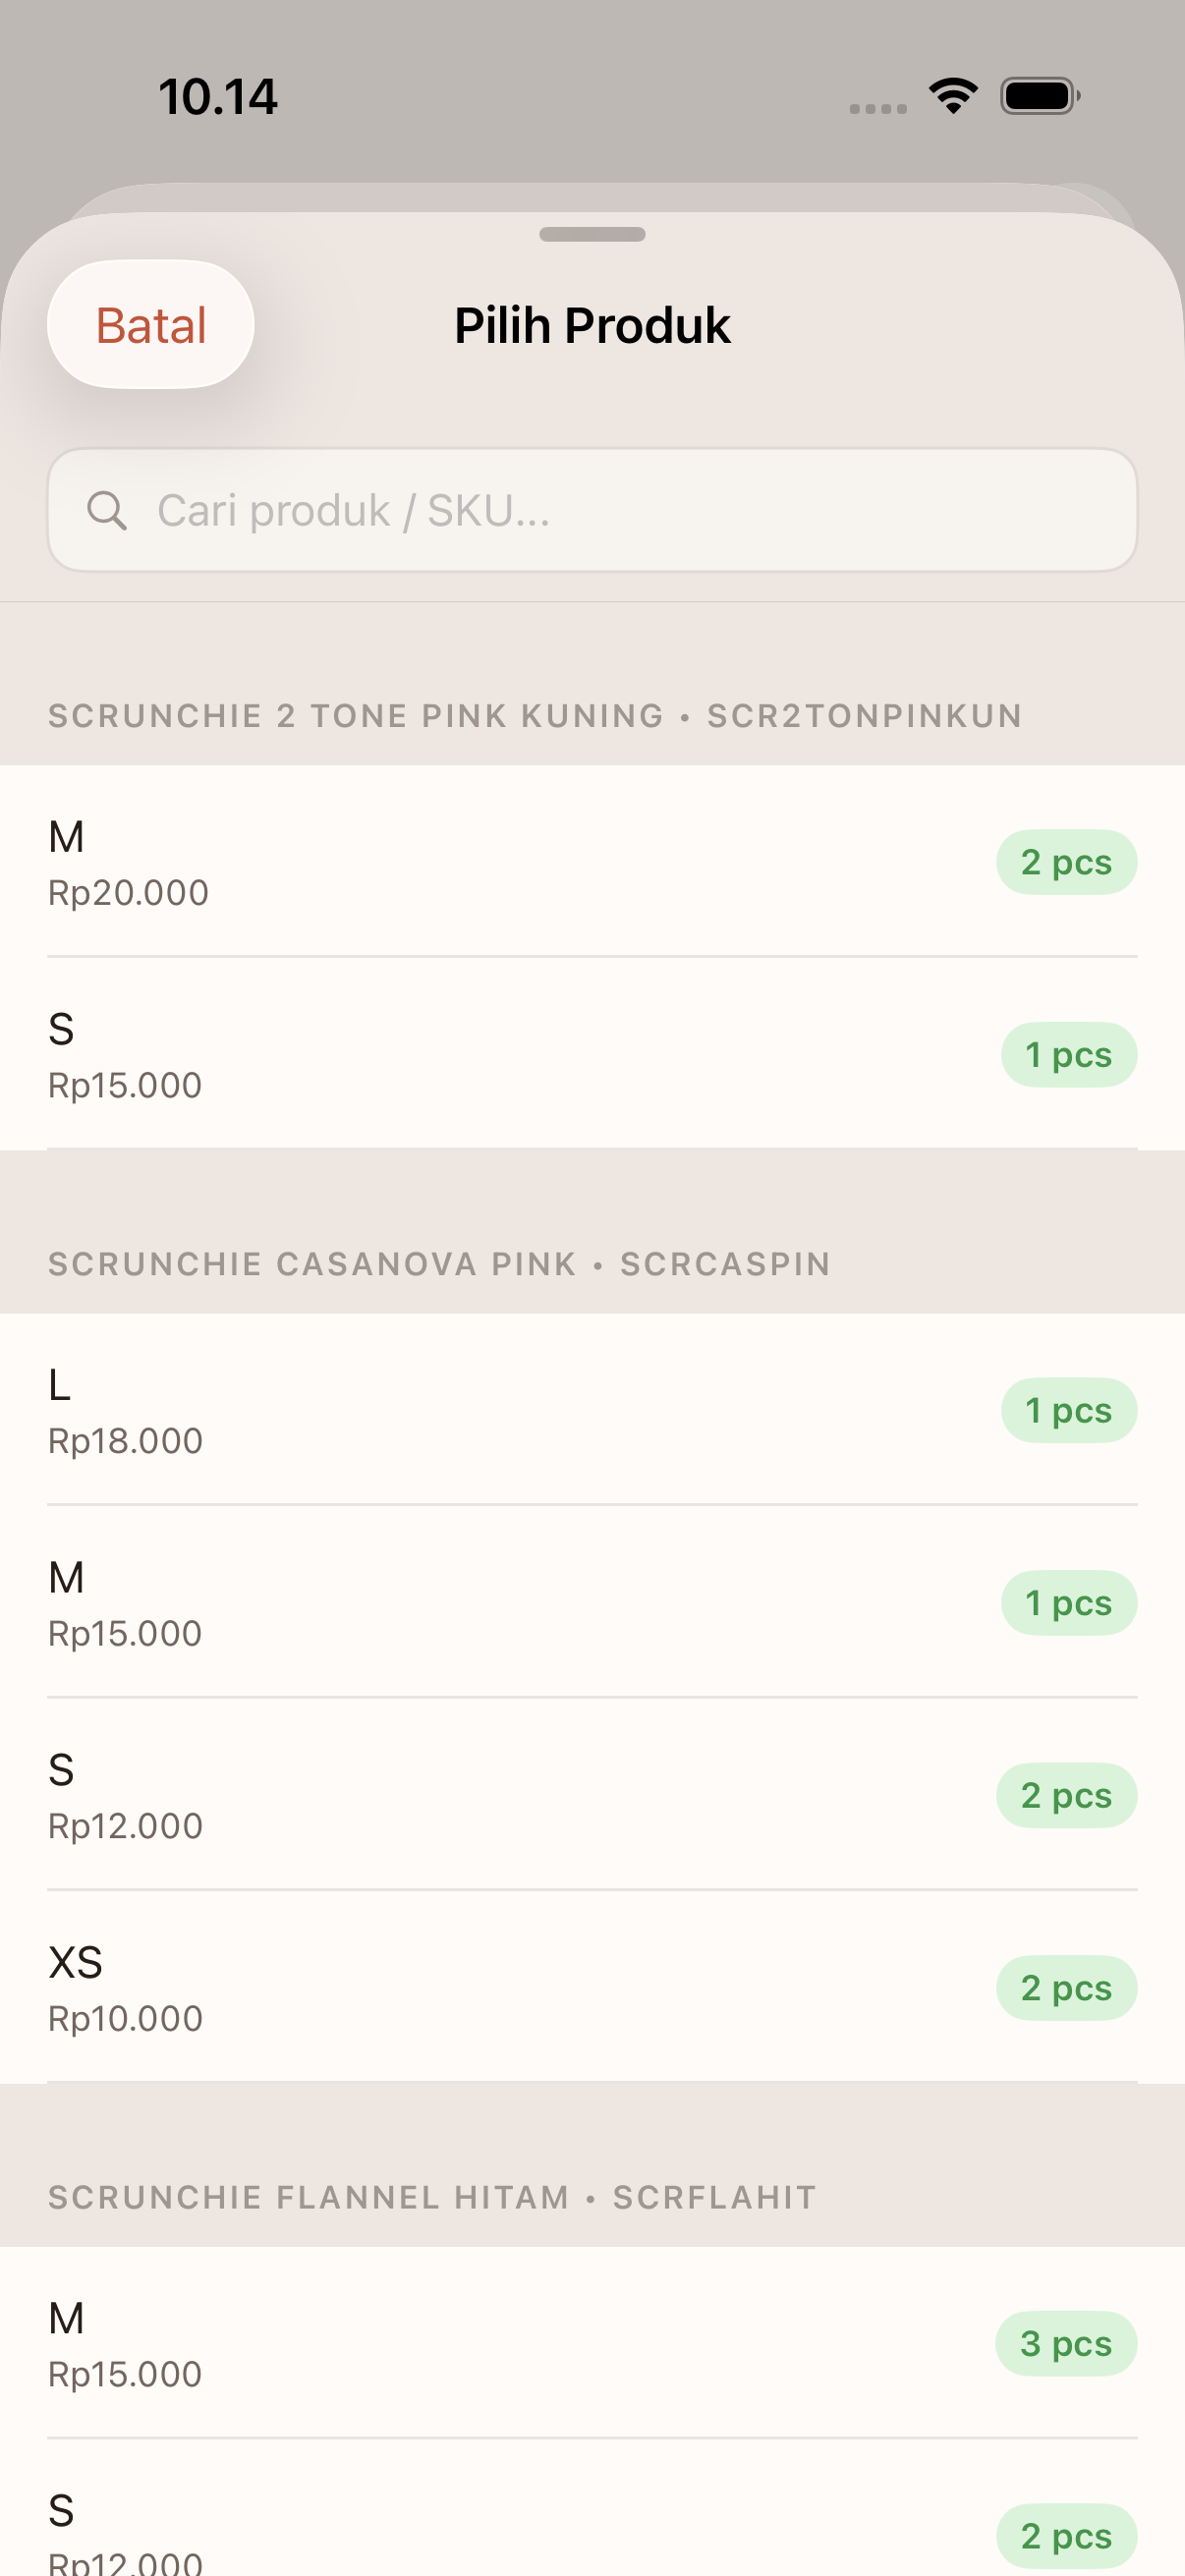 10.14
Batal
Pilih Produk
Cari produk / SKU...
SCRUNCHIE 2 TONE PINK KUNING • SCR2TONPINKUN
M
2 pcs
Rp20.000
S
1 pcs
Rp15.000
SCRUNCHIE CASANOVA PINK • SCRCASPIN
L
1 pcs
Rp18.000
M
1 pcs
Rp15.000
S
2 pcs
Rp12.000
XS
2 pcs
Rp10.000
SCRUNCHIE FLANNEL HITAM • SCRFLAHIT
M
3 pcs
Rp15.000
S
2 pcs
Rp12.000